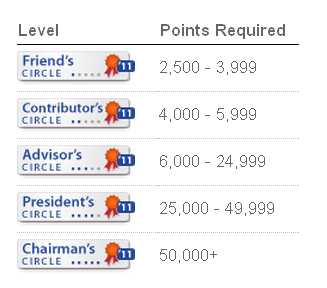 Level Points Required
Friend's
CIRCLE 11 2,500 - 3,999
Contributor's
CIRCLE 11 4,000 - 5,999
Advisor's
CIRCLE 11 6,000 - 24,999
President's
CIRCLE 11 25,000 - 49,999
Chairman's
CIRCLE 11 50,000+